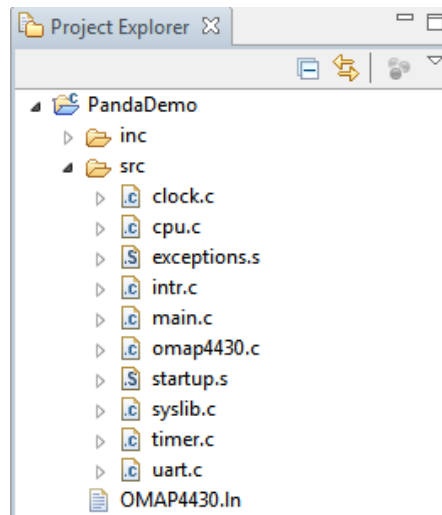 Project Explorer
PandaDemo
inc
src
clock.c
cpu.c
exceptions.s
intr.c
main.c
omap4430.c
startup.s
syslib.c
timer.c
uart.c
OMAP4430.ln